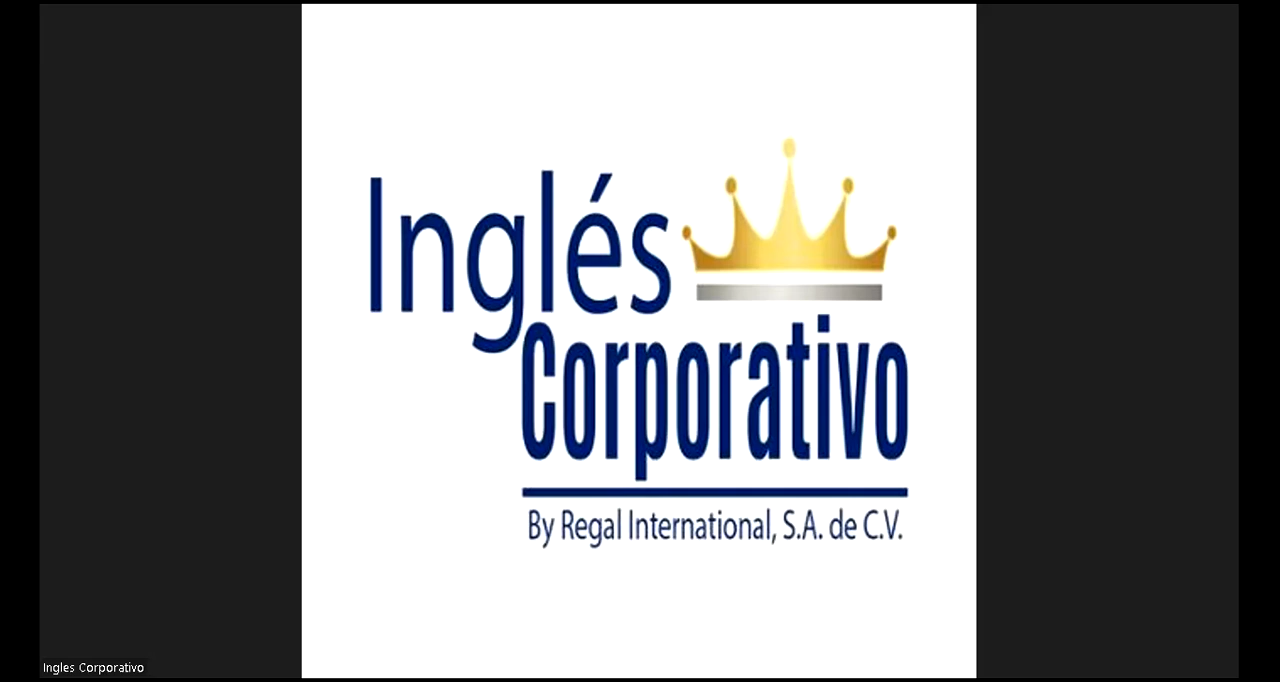 Inglés
Corporativo
By Regal International, S.A. de C.V.
Ingles Corporativo